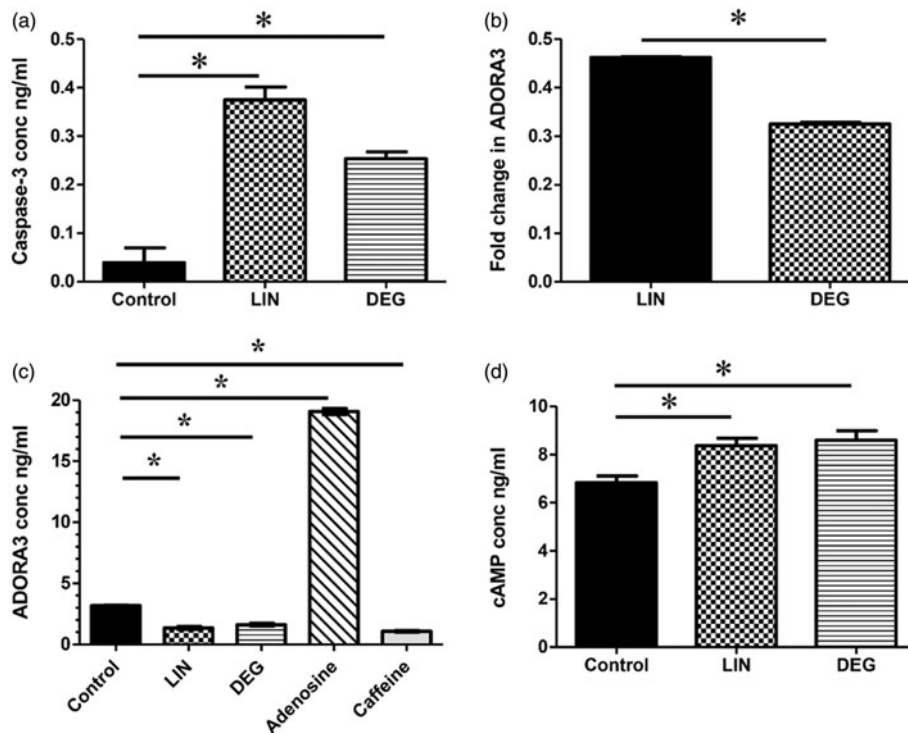 (a)
*
*
Caspase-3 conc ng/ml
0.5
0.4
0.3
0.2
0.1
0.0
Control LIN DEG
(b)
*
Fold change in ADORA3
0.5
0.4
0.3
0.2
0.1
0.0
LIN DEG
(c)
*
*
*
*
ADORA3 conc ng/ml
20
15
10
5
0
Control LIN DEG Adenosine Caffeine
(d)
*
*
cAMP conc ng/ml
10
8
6
4
2
0
Control LIN DEG